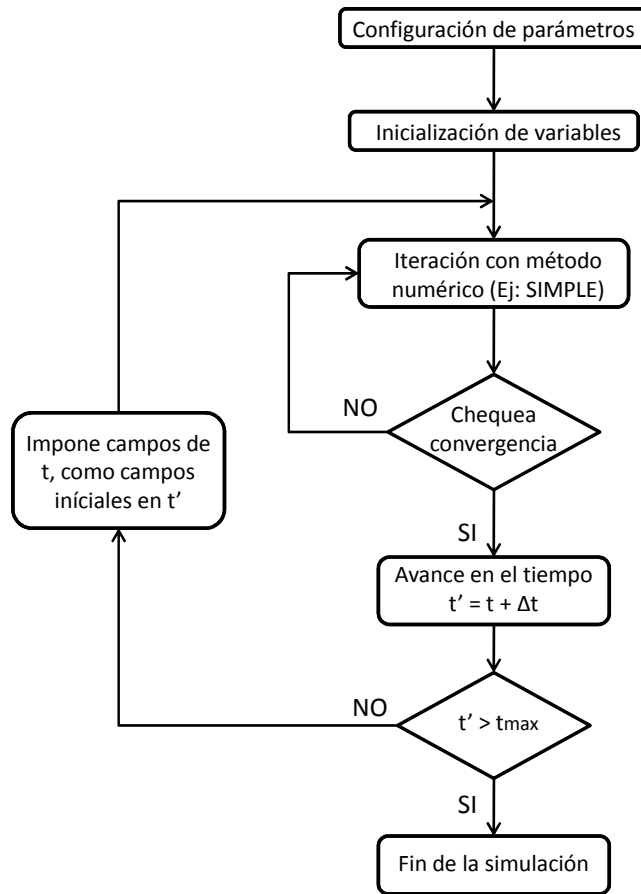 Configuración de parámetros
Inicialización de variables
Iteración con método
numérico (Ej: SIMPLE)
NO
Chequea
convergencia
Impone campos de
t, como campos
iníciales en t’
SI
Avance en el tiempo
t’ = t + Δt
NO
t’ > tmax
SI
Fin de la simulación